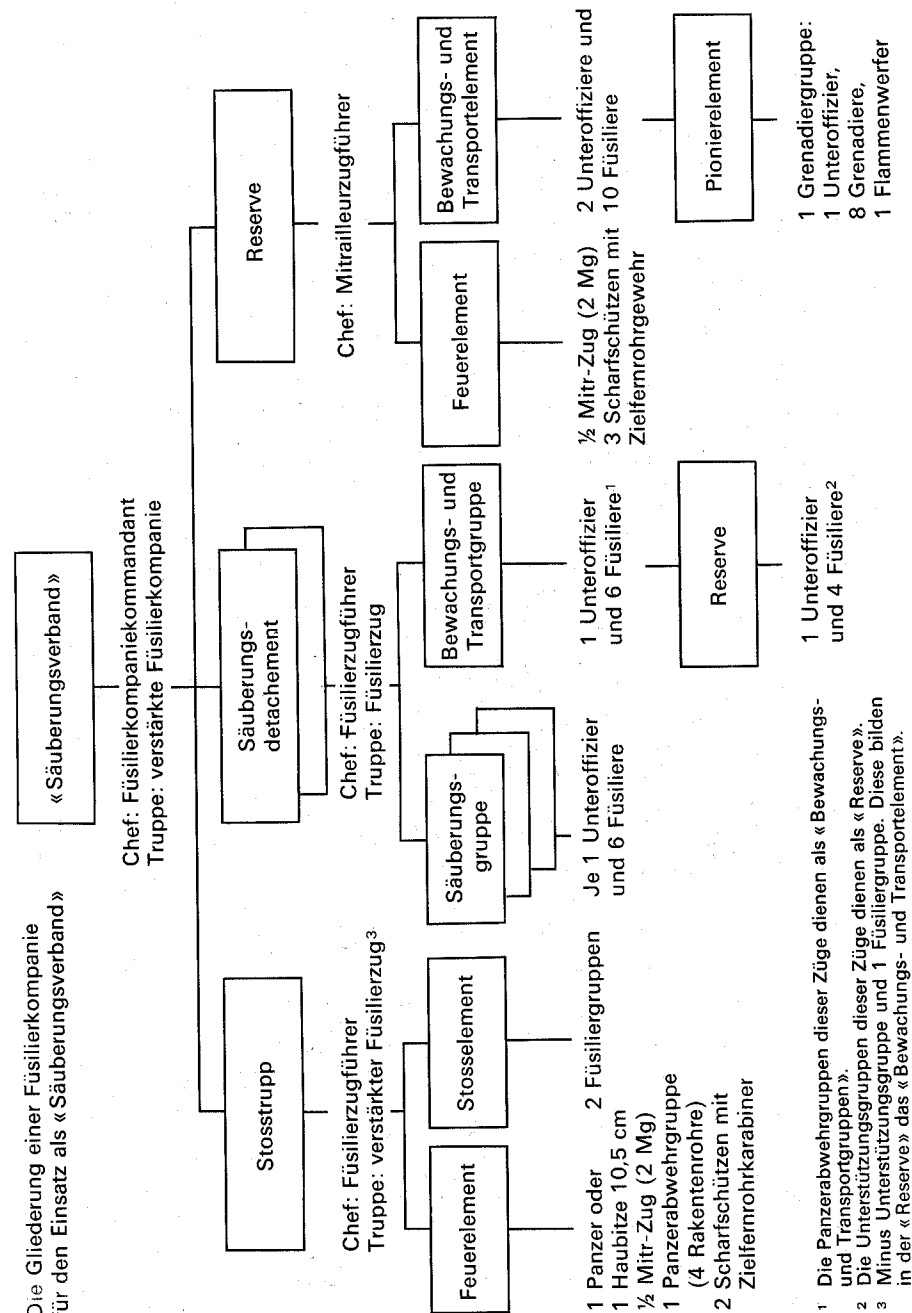 Die Gliederung einer Füsilierkompanie
für den Einsatz als «Säuberungsverband»
«Säuberungsverband»
Chef: Füsilierkompaniekommandant
Truppe: verstärkte Füsilierkompanie
Stosstrupp
Chef: Füsilierzugführer
Truppe: verstärkter Füsilierzug³
Feuerelement
1 Panzer oder
1 Haubitze 10,5 cm
½ Mitr-Zug (2 Mg)
1 Panzerabwehrgruppe
(4 Rakentenrohre)
2 Scharfschützen mit
Zielfernrohrkarabiner
Stosselement
2 Füsiliergruppen
Säuberungs-
detachement
Chef: Füsilierzugführer
Truppe: Füsilierzug
Säuberungs-
gruppe
Je 1 Unteroffizier
und 6 Füsiliere
Bewachungs- und
Transportgruppe
1 Unteroffizier
und 6 Füsiliere¹
Reserve
1 Unteroffizier
und 4 Füsiliere²
Reserve
Chef: Mitrailleurzugführer
Feuerelement
½ Mitr-Zug (2 Mg)
3 Scharfschützen mit
Zielfernrohrgewehr
Bewachungs- und
Transportelement
2 Unteroffiziere und
10 Füsiliere
Pionierelement
1 Grenadiergruppe:
1 Unteroffizier,
8 Grenadiere,
1 Flammenwerfer
¹ Die Panzerabwehrgruppen dieser Züge dienen als «Bewachungs-
und Transportgruppen».
² Die Unterstützungsgruppen dieser Züge dienen als «Reserve».
³ Minus Unterstützungsgruppe und 1 Füsiliergruppe. Diese bilden
in der «Reserve» das «Bewachungs- und Transportelement».